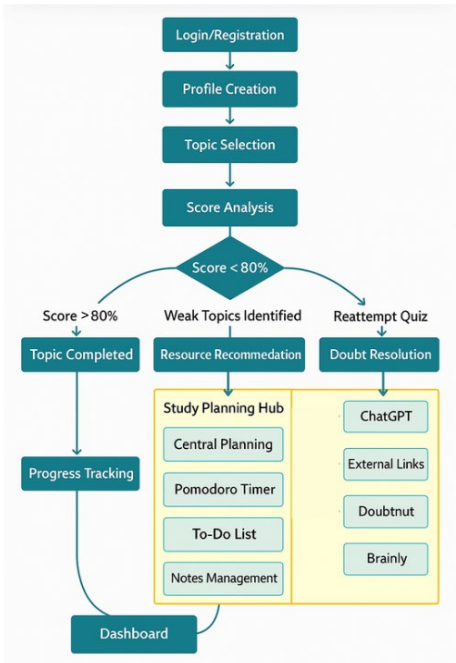 Login/Registration
Profile Creation
Topic Selection
Score Analysis
Score < 80%
Score > 80%
Weak Topics Identified
Reattempt Quiz
Topic Completed
Resource Recommedation
Doubt Resolution
Study Planning Hub
Central Planning
Pomodoro Timer
To-Do List
Notes Management
ChatGPT
External Links
Doubtnut
Brainly
Progress Tracking
Dashboard